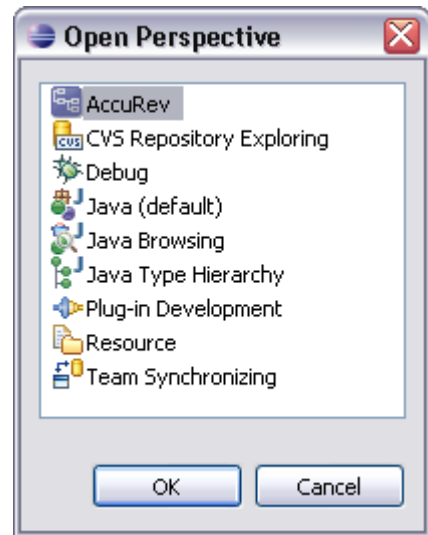 Open Perspective
AccuRev
CVS CVS Repository Exploring
Debug
Java (default)
Java Browsing
Java Type Hierarchy
Plug-in Development
Resource
Team Synchronizing
OK Cancel